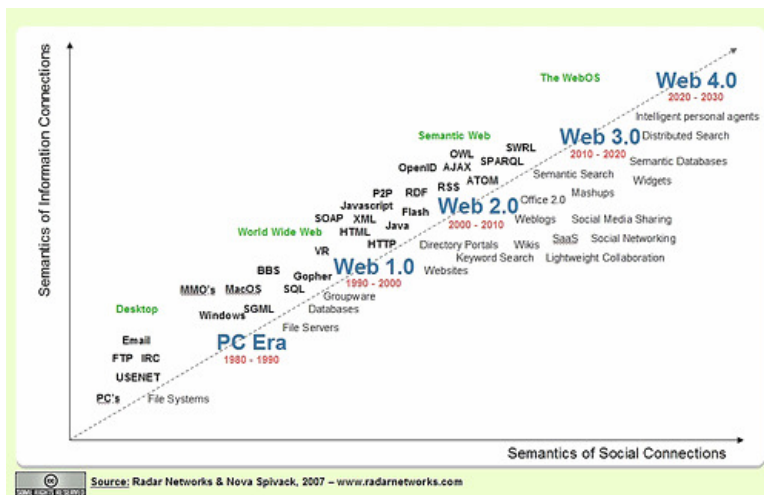 Semantics of Information Connections
The WebOS
Web 4.0
2020 - 2030
Intelligent personal agents
Semantic Web
Web 3.0
2010 - 2020
Distributed Search
SWRL
OWL
SPARQL
OpenID
AJAX
Semantic Databases
Semantic Search
ATOM
Widgets
RSS
P2P
RDF
Mashups
Office 2.0
Javascript
Web 2.0
2000 - 2010
Flash
SOAP
XML
Weblogs
Social Media Sharing
Java
World Wide Web
HTML
HTTP
SaaS
Social Networking
Directory Portals
Wikis
VR
Keyword Search
Lightweight Collaboration
Web 1.0
1990 - 2000
Websites
BBS
Gopher
MMO's
MacOS
SQL
Groupware
Desktop
SGML
Databases
Windows
File Servers
Email
PC Era
1980 - 1990
FTP
IRC
USENET
PC's
File Systems
Semantics of Social Connections
cc
SOME RIGHTS RESERVED
Source: Radar Networks & Nova Spivack, 2007 – www.radarnetworks.com